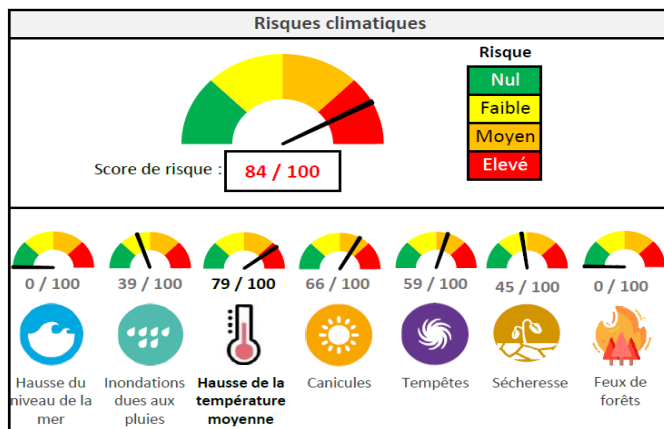 Risques climatiques
Risque
Nul
Faible
Moyen
Elevé
Score de risque :
84 / 100
0 / 100
39 / 100
79 / 100
66 / 100
59 / 100
45 / 100
0 / 100
Hausse du
niveau de la
mer
Inondations
dues aux
pluies
Hausse de la
température
moyenne
Canicules
Tempêtes
Sécheresse
Feux de
forêts